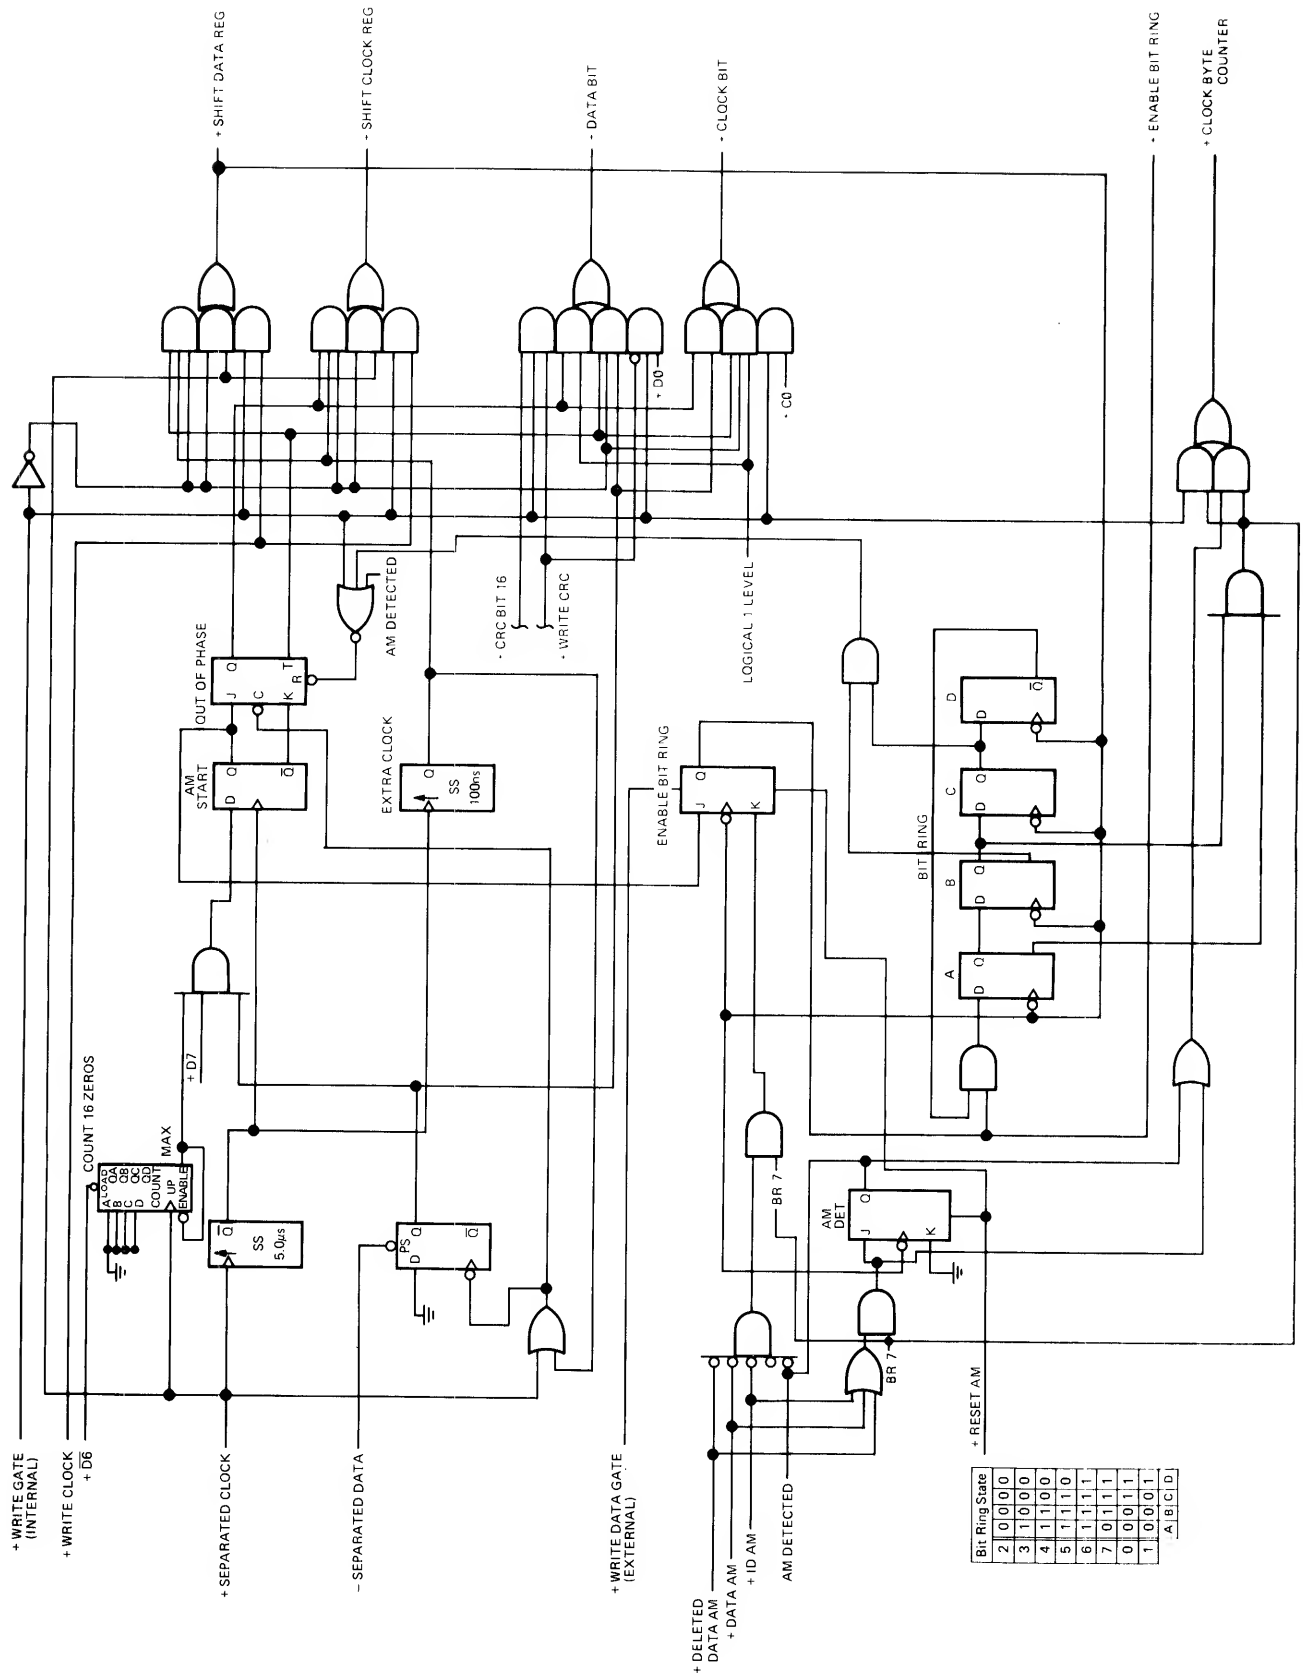 + WRITE GATE
(INTERNAL)
+ WRITE CLOCK
+ D6
+ SEPARATED CLOCK
– SEPARATED DATA
+ WRITE DATA GATE
(EXTERNAL)
+ DELETED
DATA AM
+ DATA AM
+ ID AM
AM DETECTED
+ RESET AM
COUNT 16 ZEROS
LOAD
A
B
C
D
QA
QB
QC
QD
COUNT
UP
ENABLE
MAX
+ D7
Q
SS
5.0µs
PS
D
Q
Q
AM
START
D
Q
Q
OUT OF PHASE
J
C
K
Q
T
R
AM DETECTED
EXTRA CLOCK
Q
SS
100ns
- CRC BIT 16
- WRITE CRC
LOGICAL 1 LEVEL
+ D0
- C0
ENABLE BIT RING
J
K
Q
BR 7
BR 7
AM
DET
J
K
Q
BIT RING
A
D
Q
B
D
Q
C
D
Q
D
D
Q
+ SHIFT DATA REG
- SHIFT CLOCK REG
- DATA BIT
- CLOCK BIT
- ENABLE BIT RING
+ CLOCK BYTE
COUNTER
Bit Ring State
2 0 0 0 0
3 1 0 0 0
4 1 1 0 0
5 1 1 1 0
6 1 1 1 1
7 0 1 1 1
0 0 0 1 1
1 0 0 0 1
A B C D